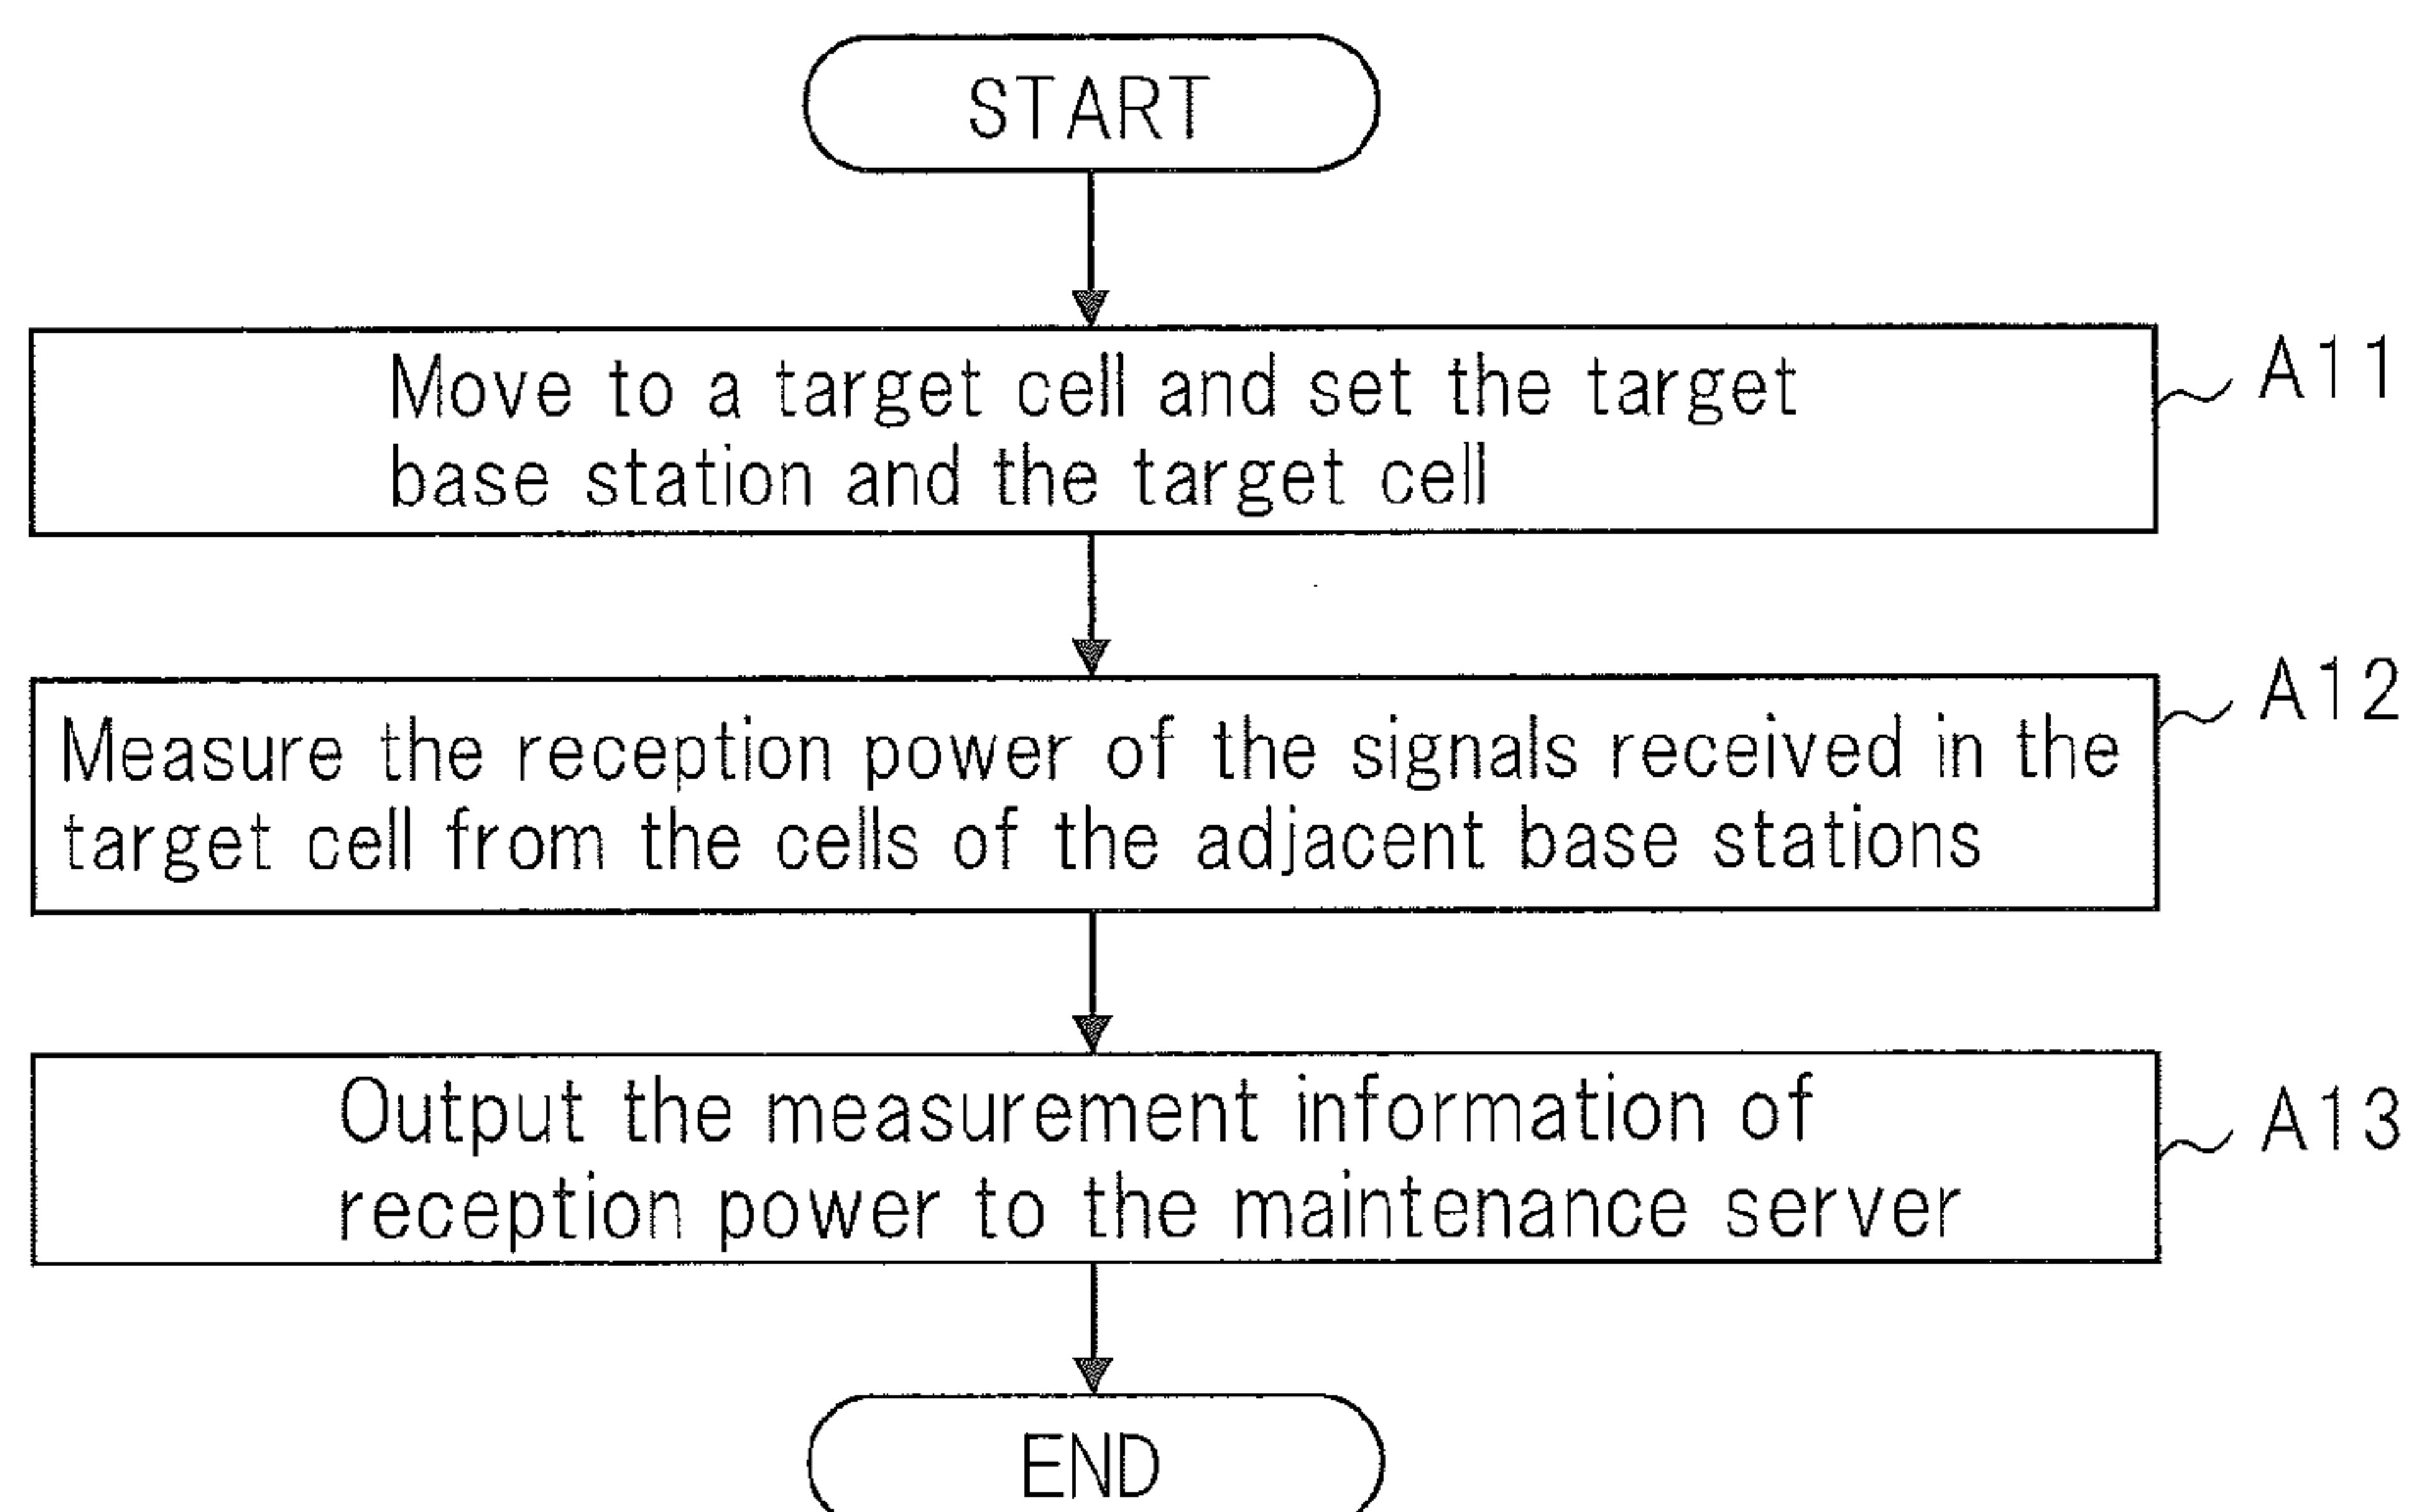 START
Move to a target cell and set the target
base station and the target cell
A11
Measure the reception power of the signals received in the
target cell from the cells of the adjacent base stations
A12
Output the measurement information of
reception power to the maintenance server
A13
END